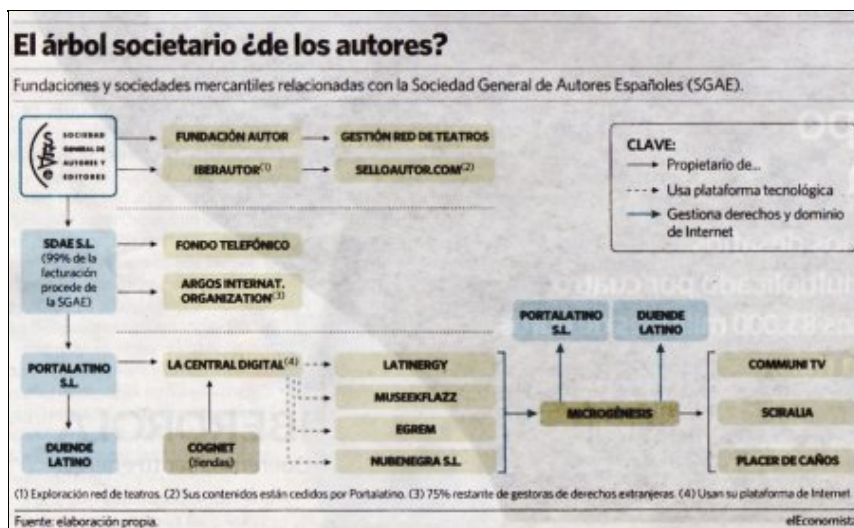 El árbol societario ¿de los autores?
Fundaciones y sociedades mercantiles relacionadas con la Sociedad General de Autores Españoles (SGAE).
SGAE
SOCIEDAD
GENERAL DE
AUTORES Y
EDITORES
FUNDACIÓN AUTOR
GESTIÓN RED DE TEATROS
IBERAUTOR(1)
SELLOAUTOR.COM(2)
CLAVE:
Propietario de...
Usa plataforma tecnológica
Gestiona derechos y dominio
de Internet
SDAE S.L.
(99% de la
facturación
procede de
la SGAE)
FONDO TELEFÓNICO
ARGOS INTERNAT.
ORGANIZATION(3)
PORTALATINO
S.L.
DUENDE
LATINO
PORTALATINO
S.L.
LA CENTRAL DIGITAL(4)
LATINERGY
COMMUNI TV
MUSEEKFLAZZ
MICROGÉNESIS
SCIRALIA
EGREM
DUENDE
LATINO
COGNET
(tiendas)
NUBENEGRA S.L.
PLACER DE CAÑOS
(1) Exploración red de teatros. (2) Sus contenidos están cedidos por Portalatino. (3) 75% restante de gestoras de derechos extranjeras. (4) Usan su plataforma de Internet.
Fuente: elaboración propia.
elEconomista